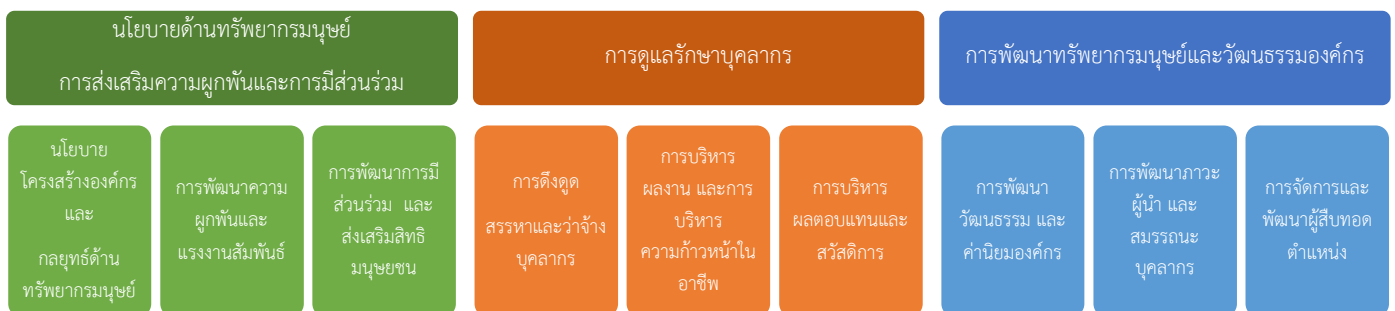 นโยบายด้านทรัพยากรมนุษย์
การส่งเสริมความผูกพันและการมีส่วนร่วม
การดูแลรักษาบุคลากร
การพัฒนาทรัพยากรมนุษย์และวัฒนธรรมองค์กร
นโยบาย
โครงสร้างองค์กร
และ
กลยุทธ์ด้าน
ทรัพยากรมนุษย์
การพัฒนาความ
ผูกพันและ
แรงงานสัมพันธ์
การพัฒนาการมี
ส่วนร่วม และ
ส่งเสริมสิทธิ
มนุษยชน
การดึงดูด
สรรหาและว่าจ้าง
บุคลากร
การบริหาร
ผลงาน และการ
บริหาร
ความก้าวหน้าใน
อาชีพ
การบริหาร
ผลตอบแทนและ
สวัสดิการ
การพัฒนา
วัฒนธรรม และ
ค่านิยมองค์กร
การพัฒนาภาวะ
ผู้นำ และ
สมรรถนะ
บุคลากร
การจัดการและ
พัฒนาผู้สืบทอด
ตำแหน่ง